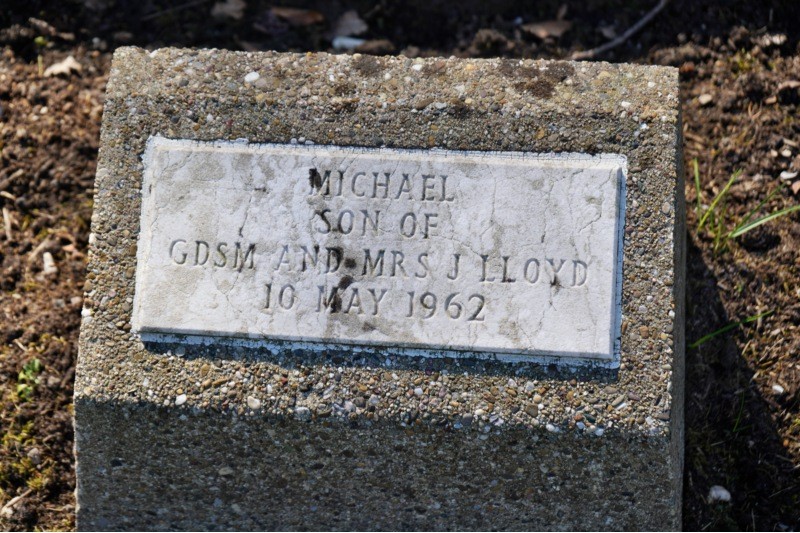 MICHAEL
SON OF
GDSM AND MRS J LLOYD
10 MAY 1962